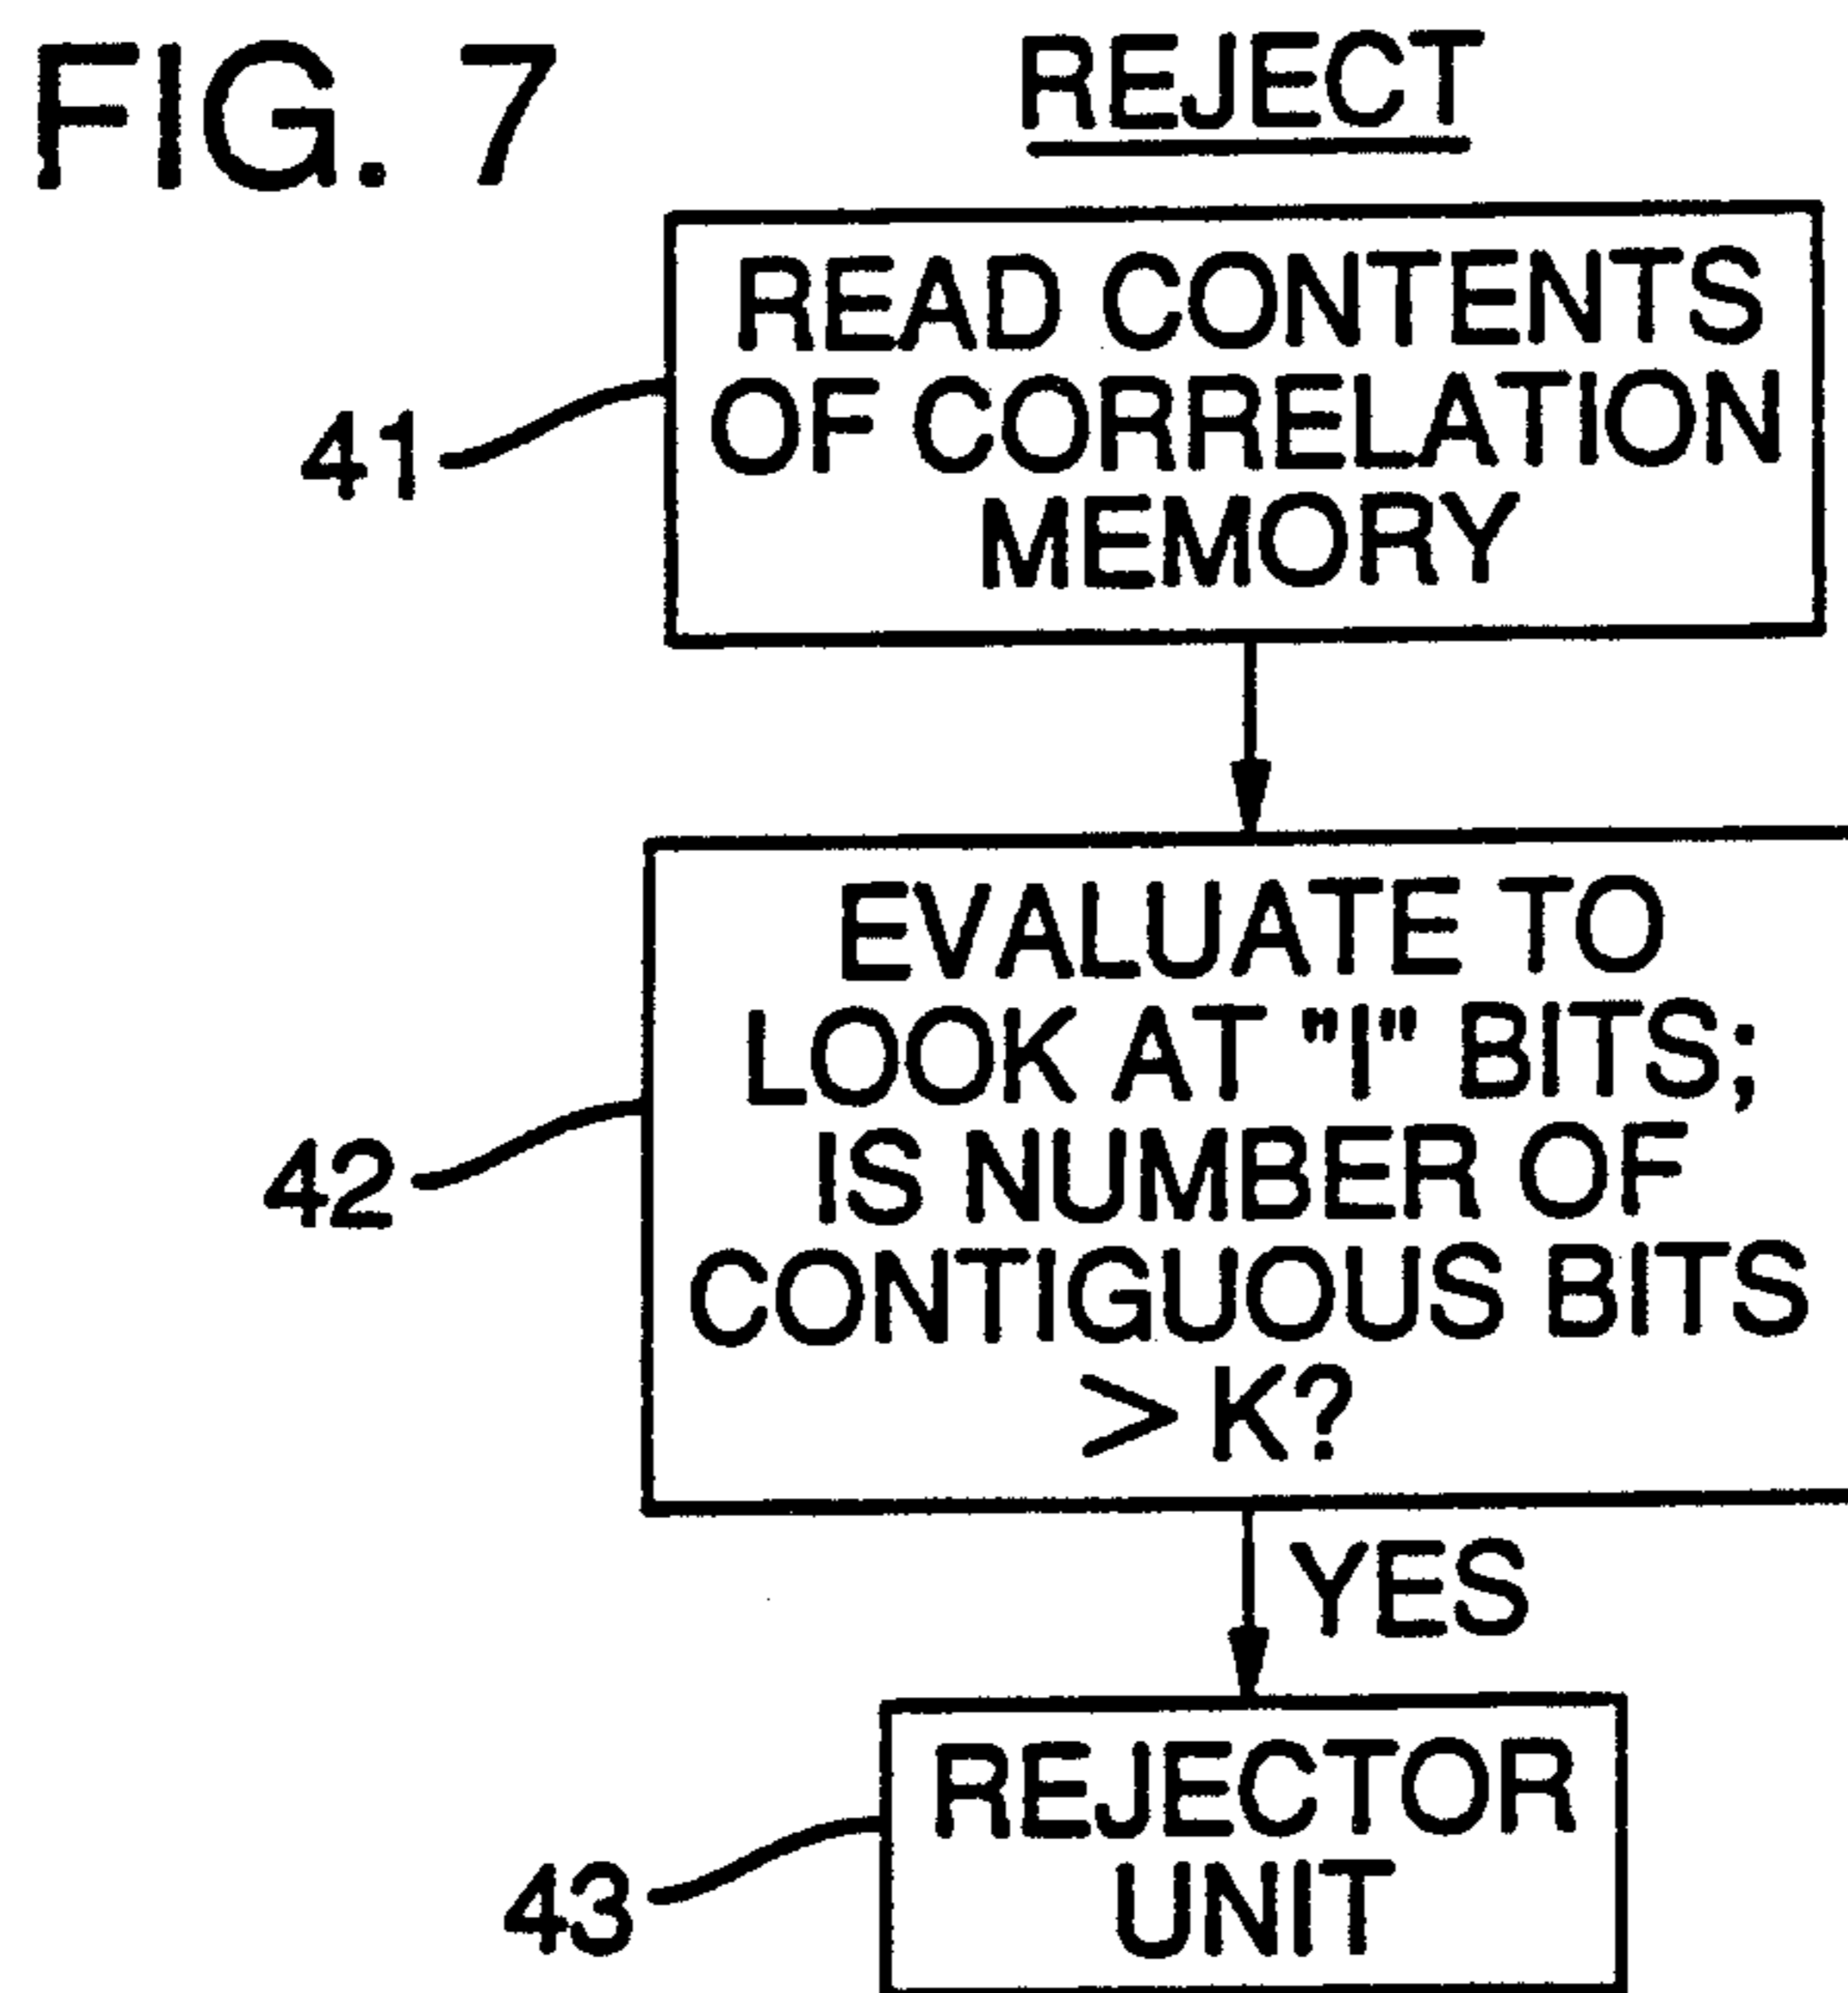 FIG. 7
REJECT
READ CONTENTS
OF CORRELATION
MEMORY
41
EVALUATE TO
LOOK AT "I" BITS;
IS NUMBER OF
CONTIGUOUS BITS
> K?
42
YES
REJECTOR
UNIT
43